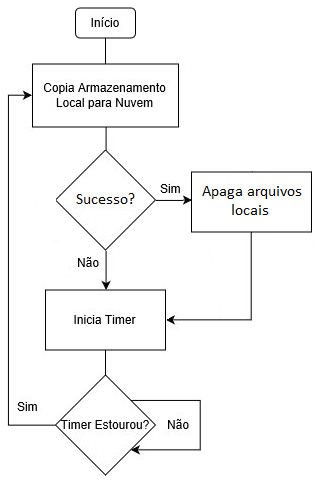 Início
Copia Armazenamento
Local para Nuvem
Sucesso?
Sim
Apaga arquivos
locais
Não
Inicia Timer
Sim
Timer Estourou?
Não